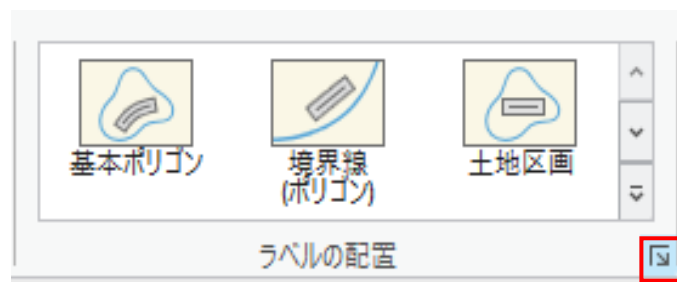 基本ポリゴン
境界線
(ポリゴン)
土地区画
ラベルの配置